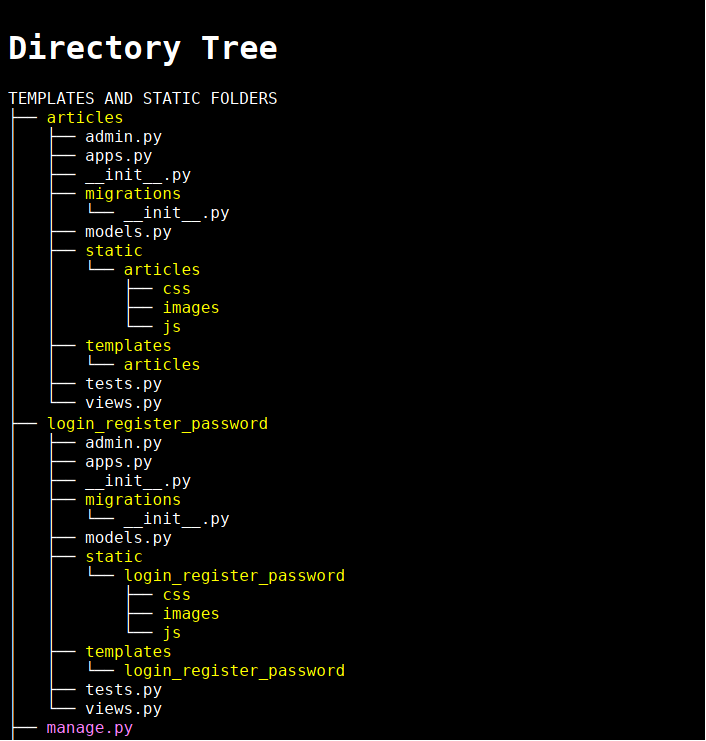 Directory Tree
TEMPLATES AND STATIC FOLDERS
├── articles
│   ├── admin.py
│   ├── apps.py
│   ├── __init__.py
│   ├── migrations
│   │   └── __init__.py
│   ├── models.py
│   ├── static
│   │   └── articles
│   │       ├── css
│   │       ├── images
│   │       └── js
│   ├── templates
│   │   └── articles
│   ├── tests.py
│   └── views.py
├── login_register_password
│   ├── admin.py
│   ├── apps.py
│   ├── __init__.py
│   ├── migrations
│   │   └── __init__.py
│   ├── models.py
│   ├── static
│   │   └── login_register_password
│   │       ├── css
│   │       ├── images
│   │       └── js
│   ├── templates
│   │   └── login_register_password
│   ├── tests.py
│   └── views.py
├── manage.py